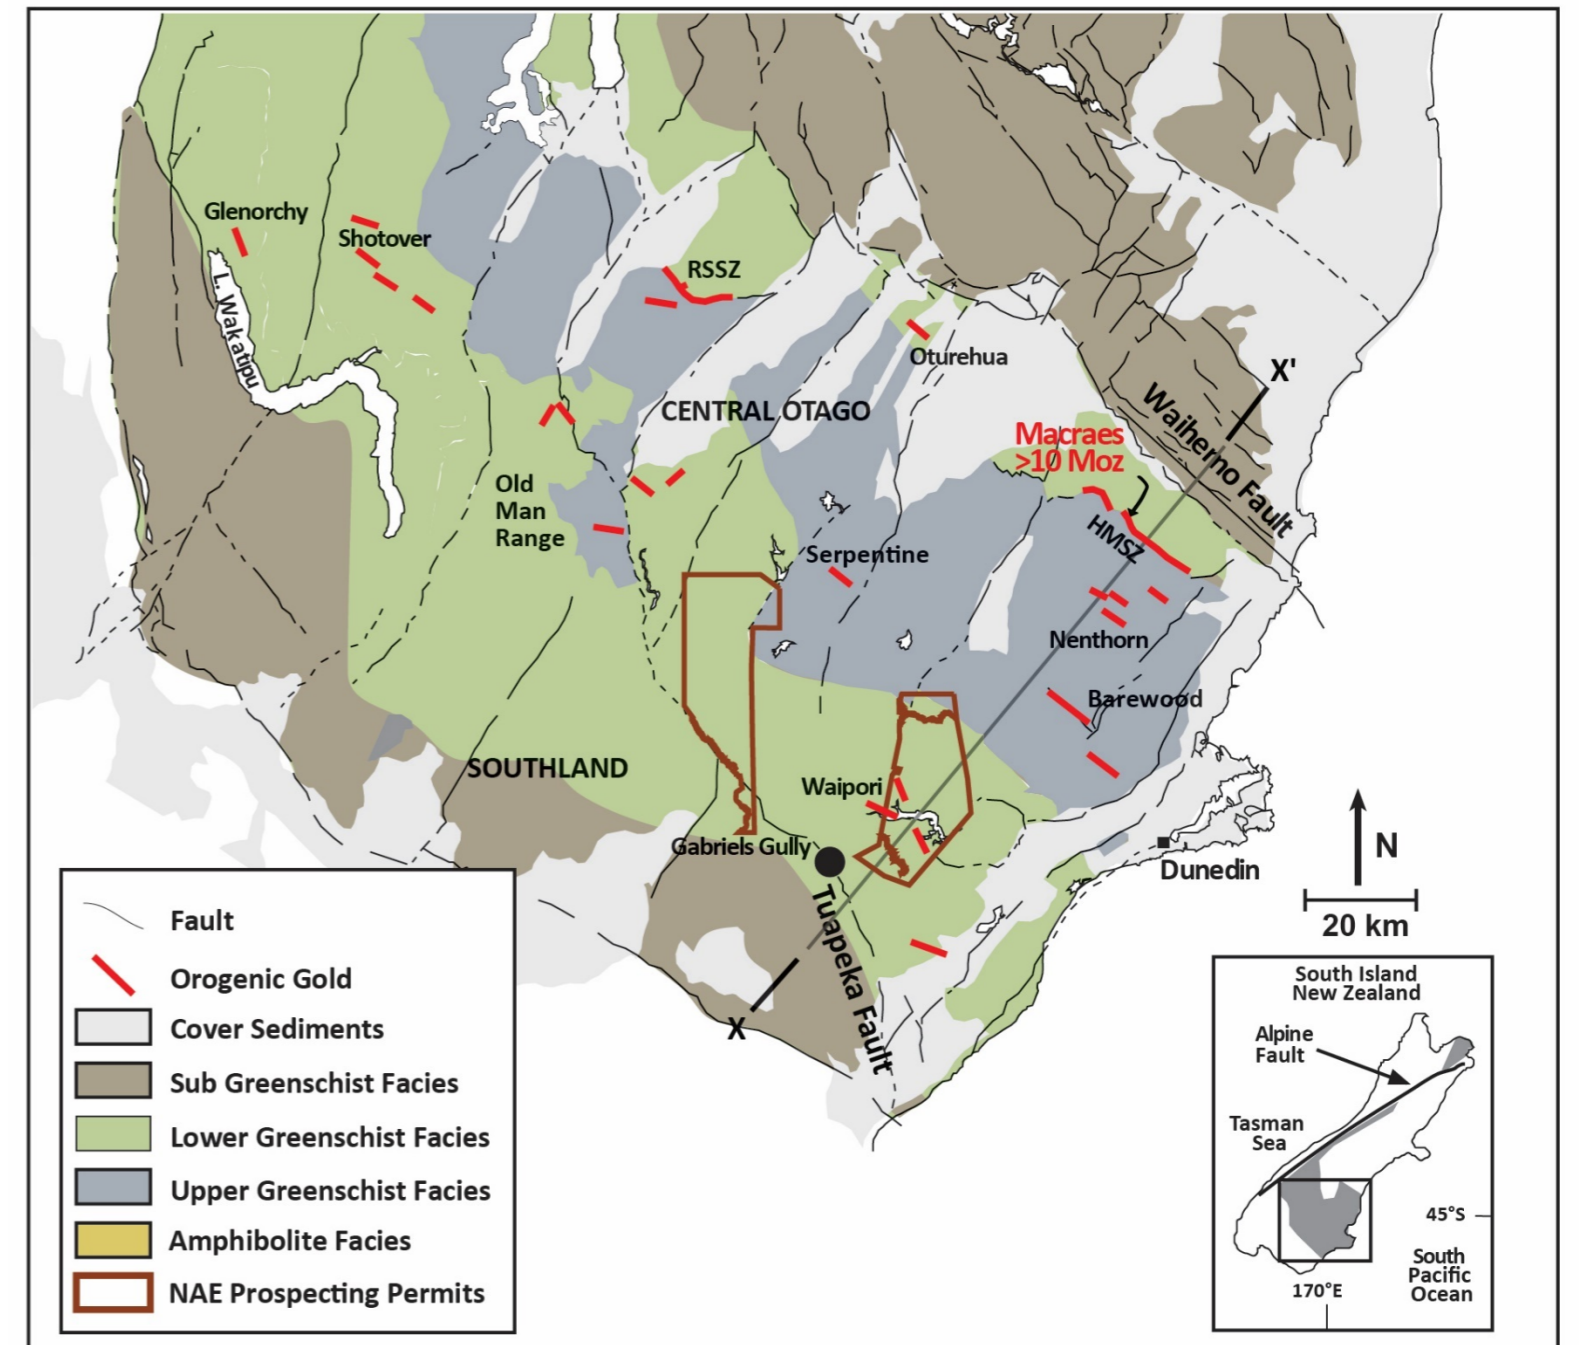 Glenorchy
Shotover
L. Wakatipu
RSSZ
Oturehua
X'
CENTRAL OTAGO
Macraes
>10 Moz
Waiherno Fault
Old
Man
Range
HMSZ
Serpentine
Nenthorn
Barewood
SOUTHLAND
Waipori
Gabriels Gully
Dunedin
N
20 km
Tuapeka Fault
X
Fault
Orogenic Gold
Cover Sediments
Sub Greenschist Facies
Lower Greenschist Facies
Upper Greenschist Facies
Amphibolite Facies
NAE Prospecting Permits
South Island
New Zealand
Alpine
Fault
Tasman
Sea
45°S
South
Pacific
Ocean
170°E